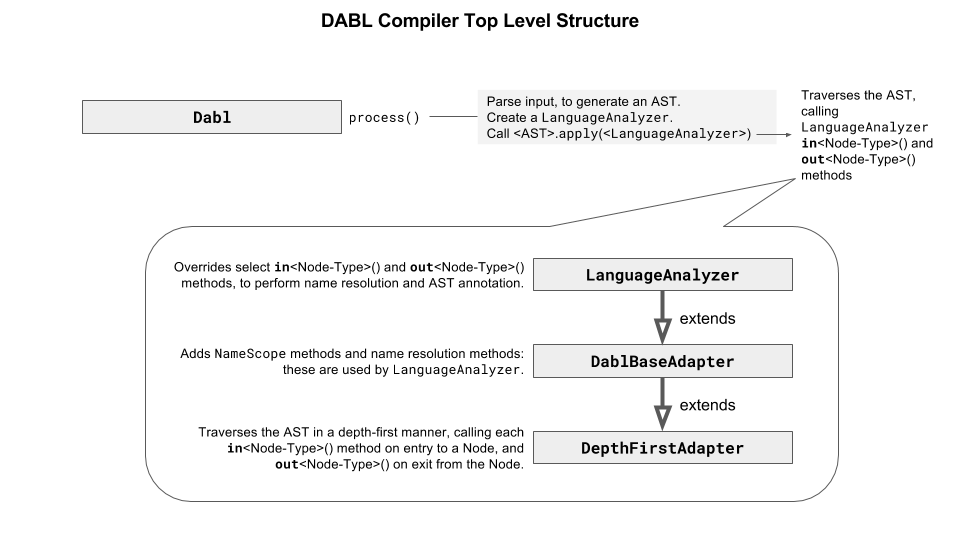 DABL Compiler Top Level Structure
Dabl
process()
Parse input, to generate an AST.
Create a LanguageAnalyzer.
Call <AST>.apply(<LanguageAnalyzer>)
Traverses the AST,
calling
LanguageAnalyzer
in<Node-Type>() and
out<Node-Type>()
methods
Overrides select in<Node-Type>() and out<Node-Type>()
methods, to perform name resolution and AST annotation.
LanguageAnalyzer
extends
Adds NameScope methods and name resolution methods:
these are used by LanguageAnalyzer.
DablBaseAdapter
extends
Traverses the AST in a depth-first manner, calling each
in<Node-Type>() method on entry to a Node, and
out<Node-Type>() on exit from the Node.
DepthFirstAdapter